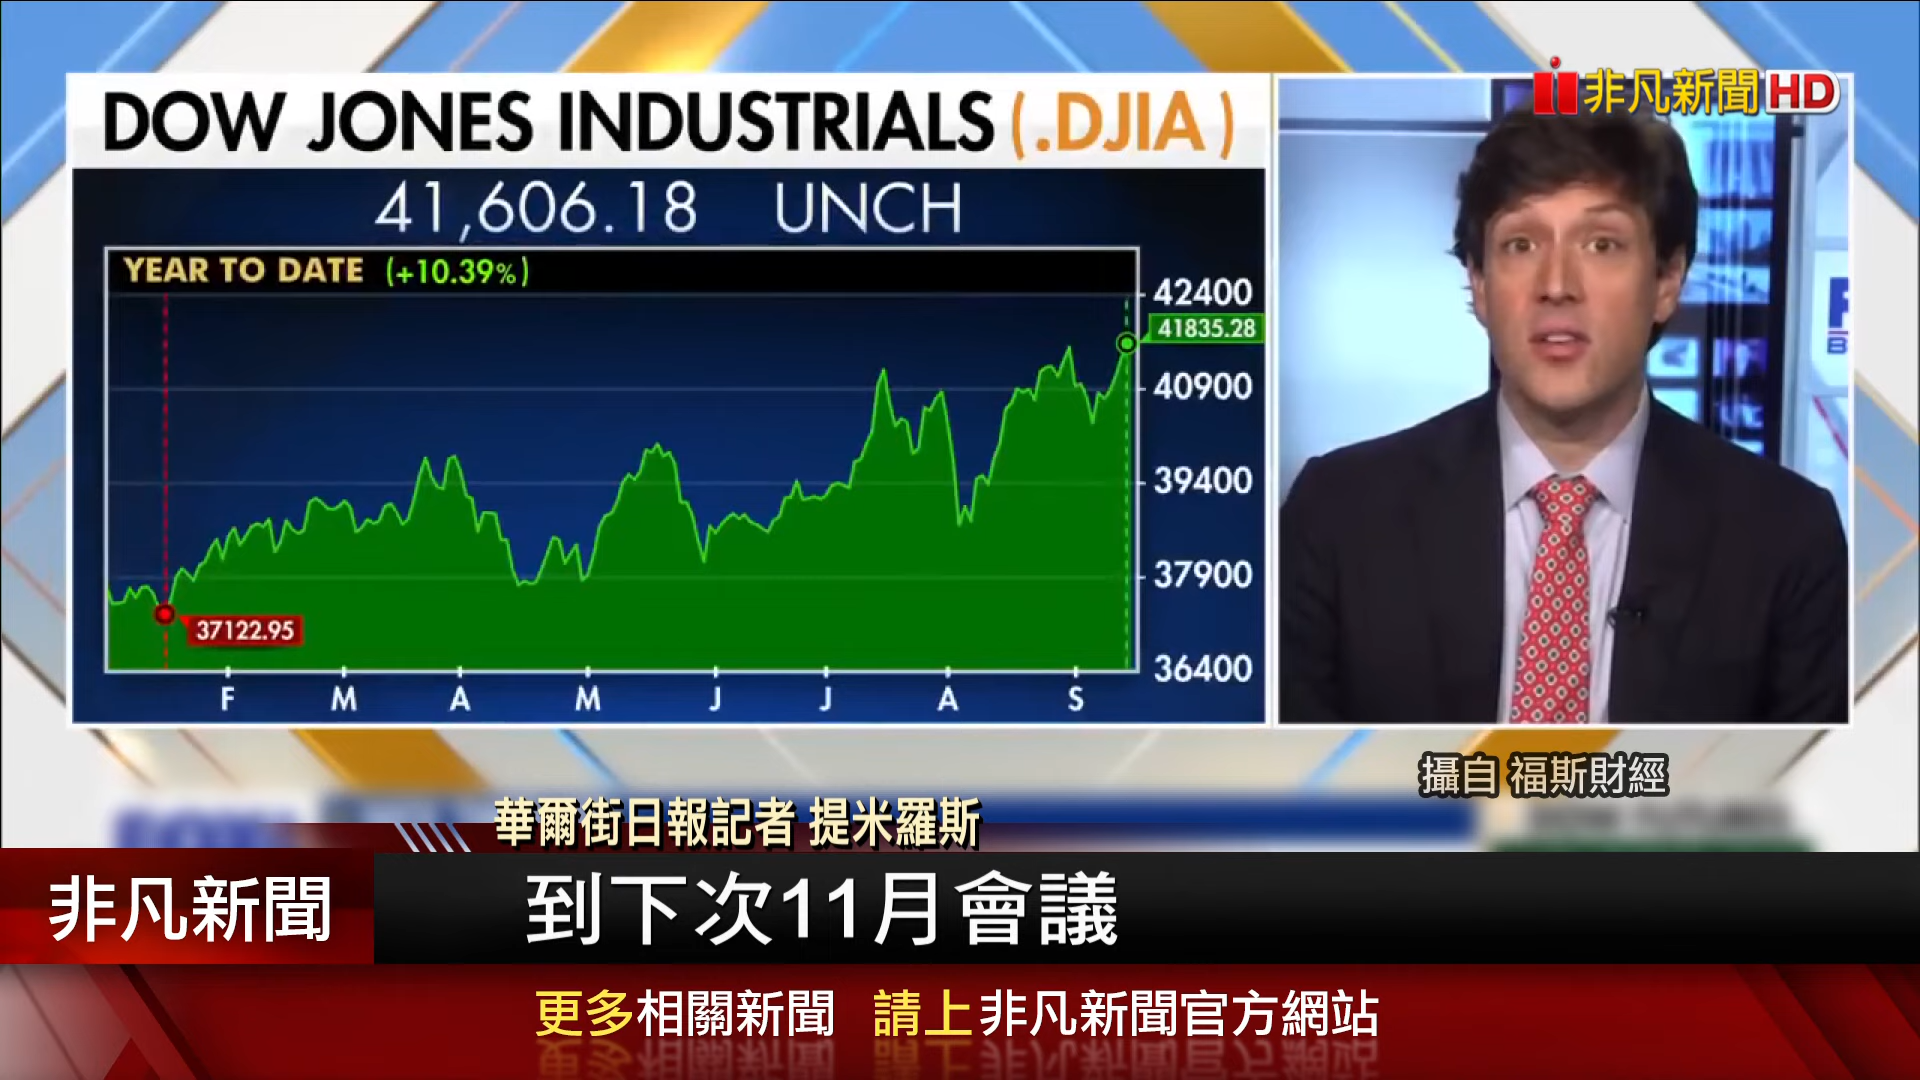 非凡新聞HD
DOW JONES INDUSTRIALS (.DJIA )
41,606.18 UNCH
YEAR TO DATE (+10.39%)
42400
41835.28
40900
39400
37900
37122.95
36400
F M A M J J A S
攝自 福斯財經
華爾街日報記者 提米羅斯
非凡新聞
到下次11月會議
更多相關新聞 請上非凡新聞官方網站